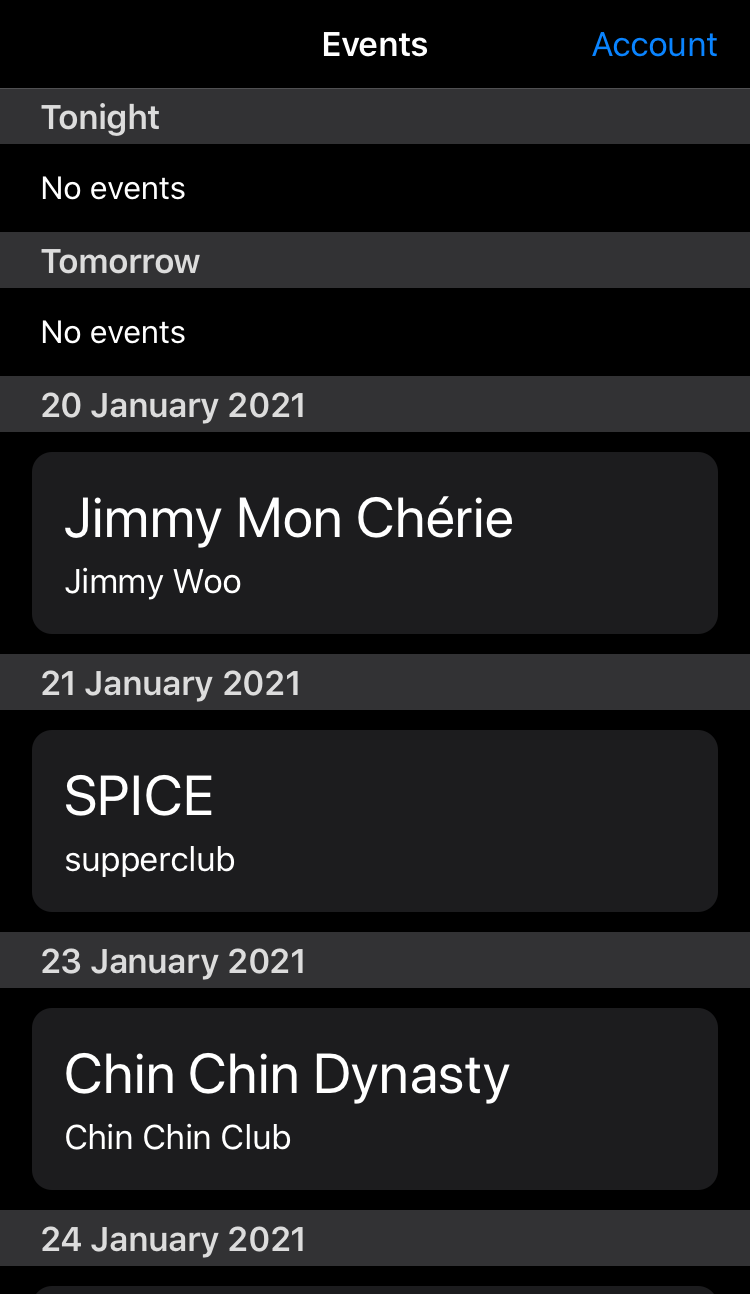 Events
Account
Tonight
No events
Tomorrow
No events
20 January 2021
Jimmy Mon Chérie
Jimmy Woo
21 January 2021
SPICE
supperclub
23 January 2021
Chin Chin Dynasty
Chin Chin Club
24 January 2021